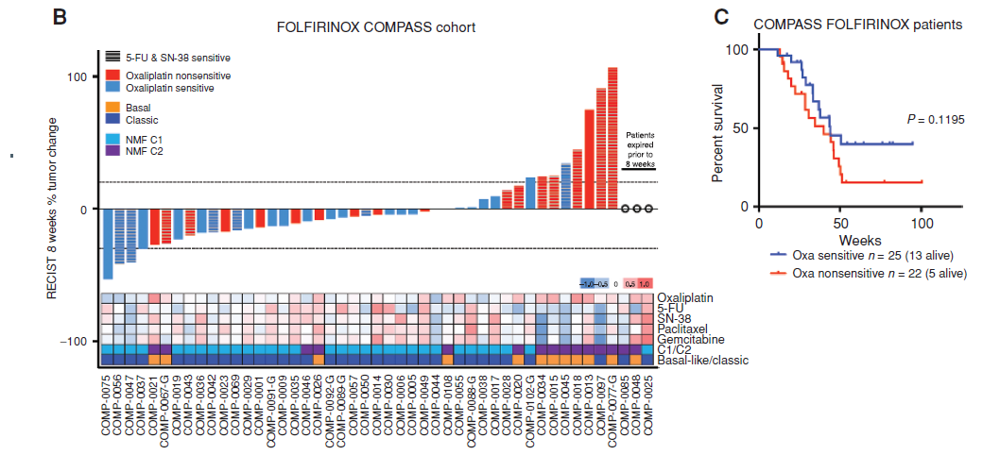 B
FOLFIRINOX COMPASS cohort
5-FU & SN-38 sensitive
Oxaliplatin nonsensitive
Oxaliplatin sensitive
Basal
Classic
NMF C1
NMF C2
RECIST 8 weeks % tumor change
100
0
−100
Patients
expired
prior to
8 weeks
-1.0 -0.5 0 0.5 1.0
Oxaliplatin
5-FU
SN-38
Paclitaxel
Gemcitabine
C1/C2
Basal-like/classic
COMP-0075
COMP-0056
COMP-0047
COMP-0037
COMP-0021
COMP-0067-G
COMP-0019
COMP-0043
COMP-0036
COMP-0042
COMP-0023
COMP-0069
COMP-0029
COMP-0001
COMP-0091-G
COMP-0009
COMP-0035
COMP-0046
COMP-0026
COMP-0092-G
COMP-0089-G
COMP-0057
COMP-0050
COMP-0014
COMP-0030
COMP-0006
COMP-0005
COMP-0049
COMP-0044
COMP-0108
COMP-0055
COMP-0088-G
COMP-0038
COMP-0017
COMP-0028
COMP-0020
COMP-0102-G
COMP-0034
COMP-0015
COMP-0045
COMP-0018
COMP-0013
COMP-0097
COMP-0077-G
COMP-0085
COMP-0048
COMP-0025
C
COMPASS FOLFIRINOX patients
Percent survival
100
50
0
P = 0.1195
0 50 100
Weeks
Oxa sensitive n = 25 (13 alive)
Oxa nonsensitive n = 22 (5 alive)